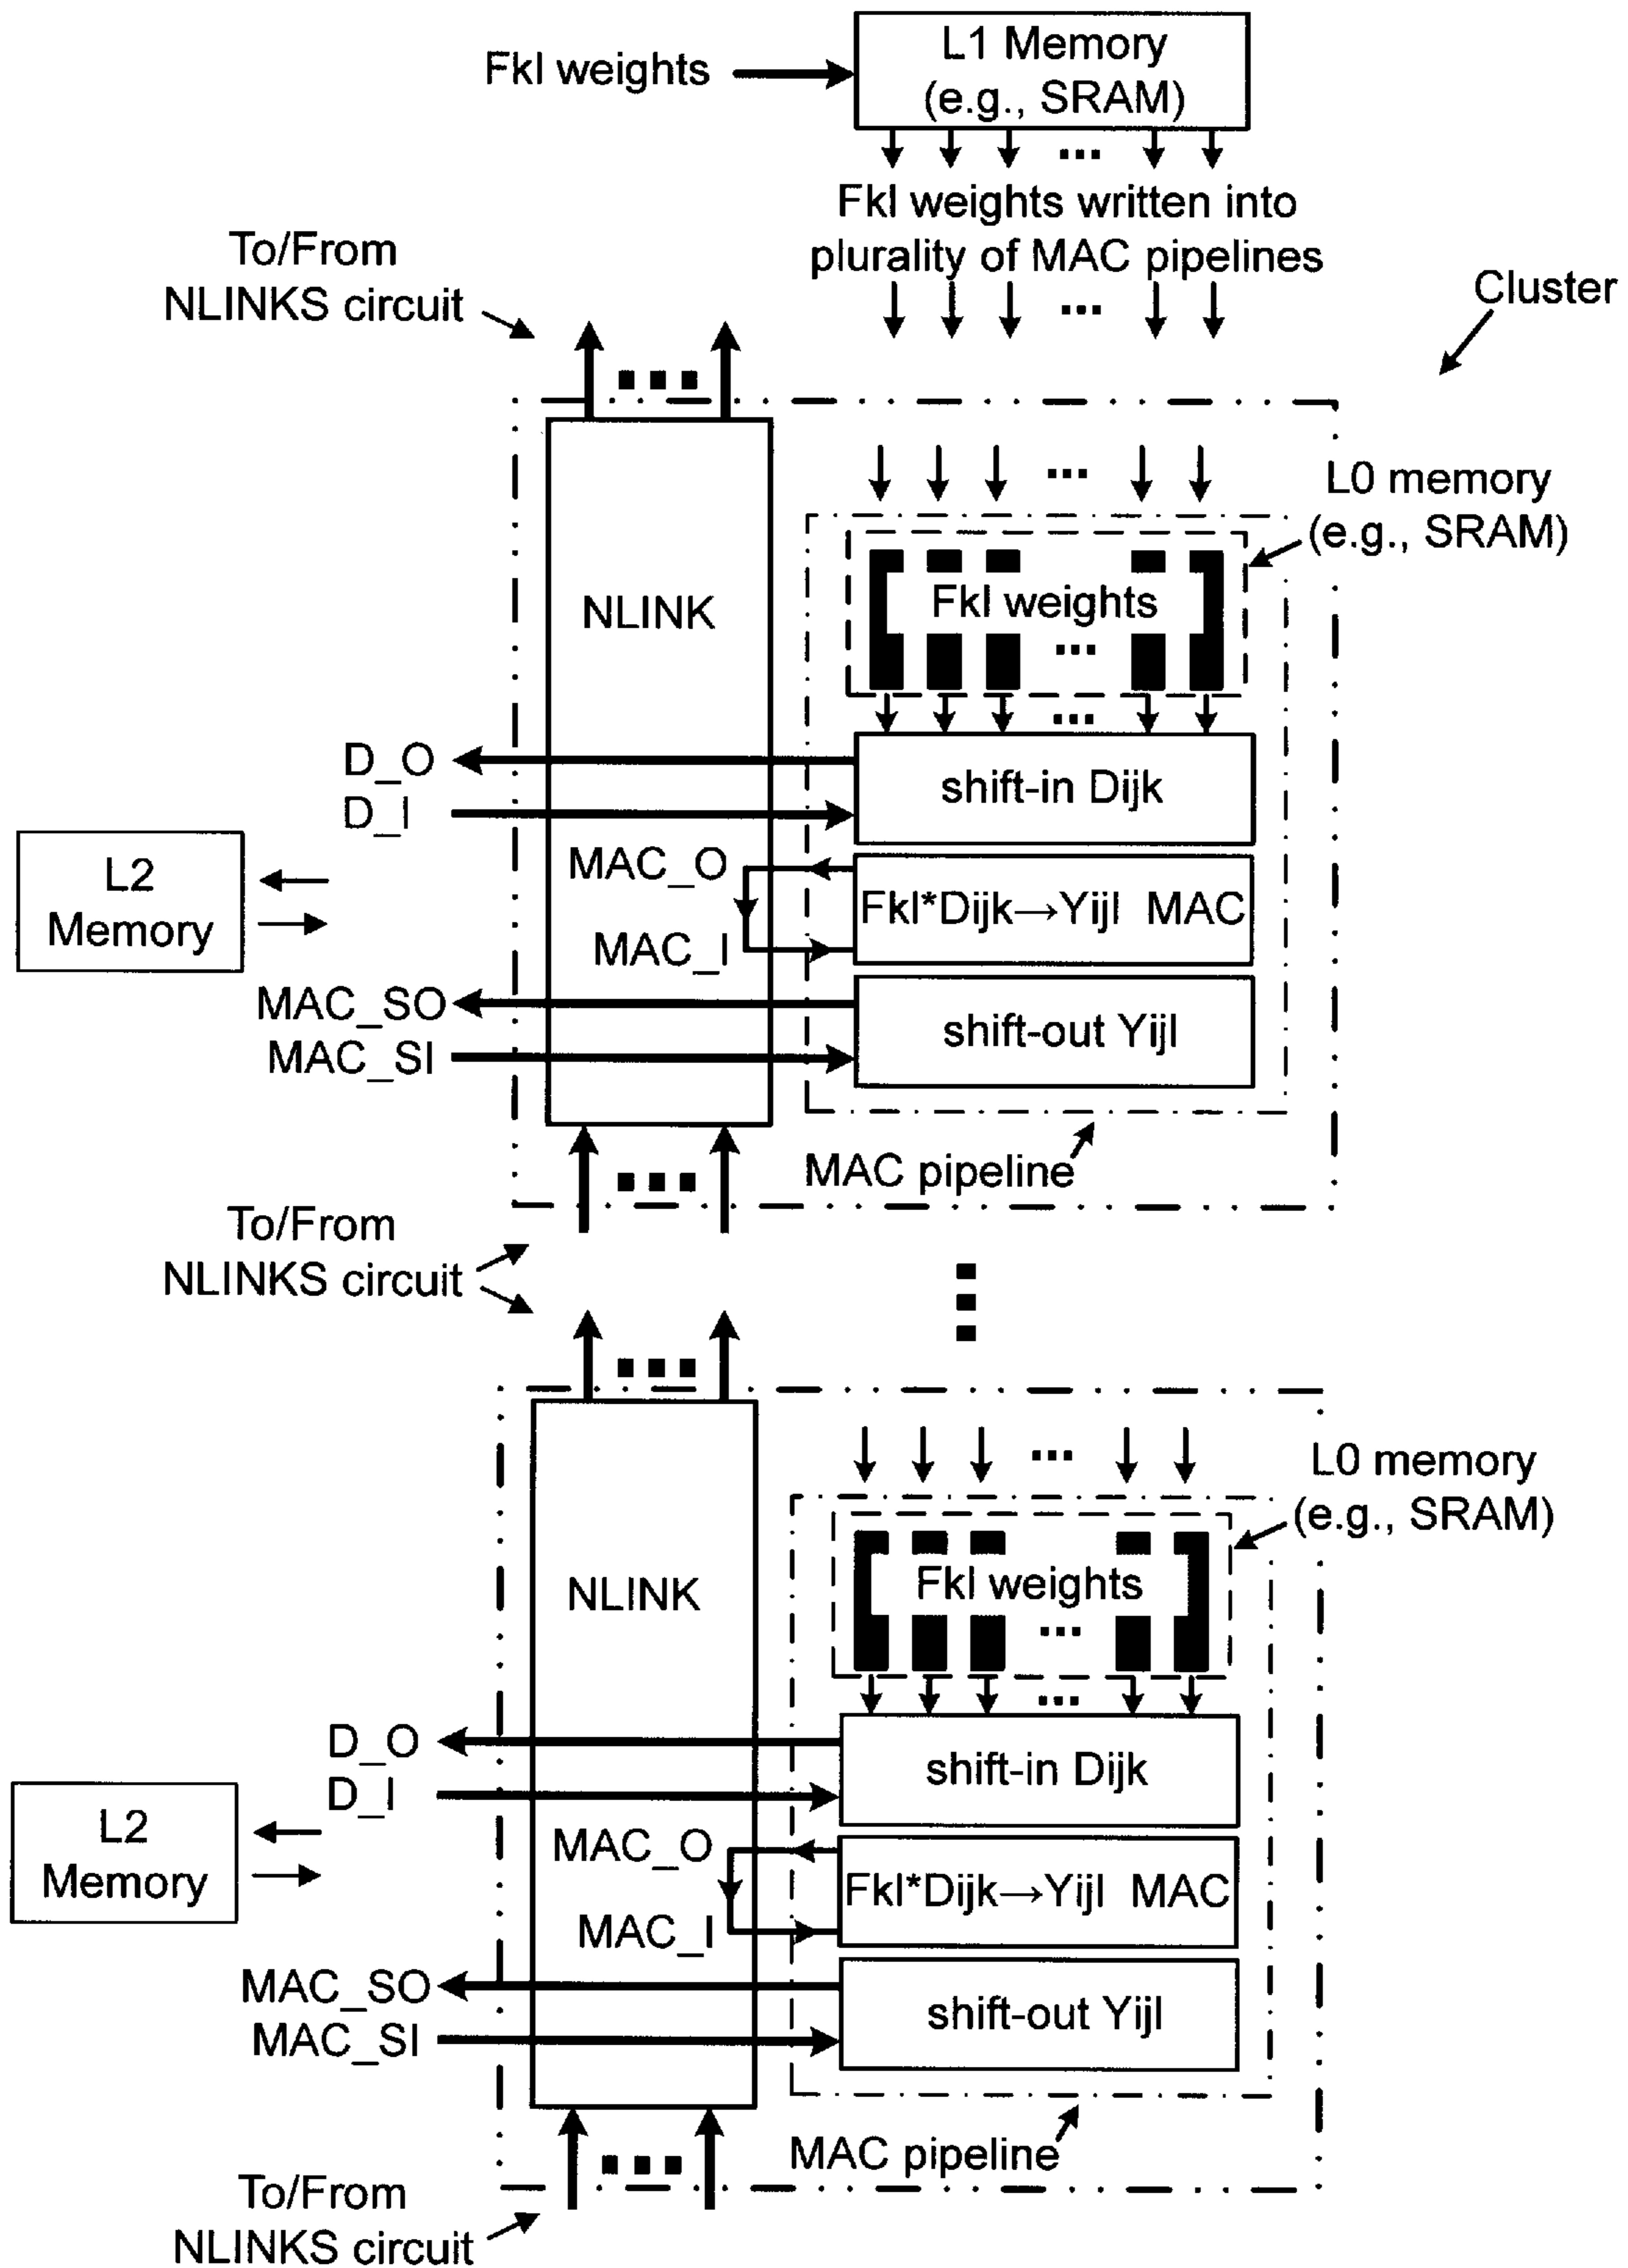 L1 Memory
(e.g., SRAM)
Fkl weights
...
Fkl weights written into
plurality of MAC pipelines
...
To/From
NLINKS circuit
Cluster
...
...
L0 memory
(e.g., SRAM)
NLINK
Fkl weights
...
...
D_O
D_I
shift-in Dijk
L2
Memory
MAC_O
MAC_I
Fkl*Dijk→Yijl MAC
MAC_SO
MAC_SI
shift-out Yijl
MAC pipeline
...
To/From
NLINKS circuit
...
...
L0 memory
(e.g., SRAM)
NLINK
Fkl weights
...
...
D_O
D_I
shift-in Dijk
L2
Memory
MAC_O
MAC_I
Fkl*Dijk→Yijl MAC
MAC_SO
MAC_SI
shift-out Yijl
MAC pipeline
...
To/From
NLINKS circuit